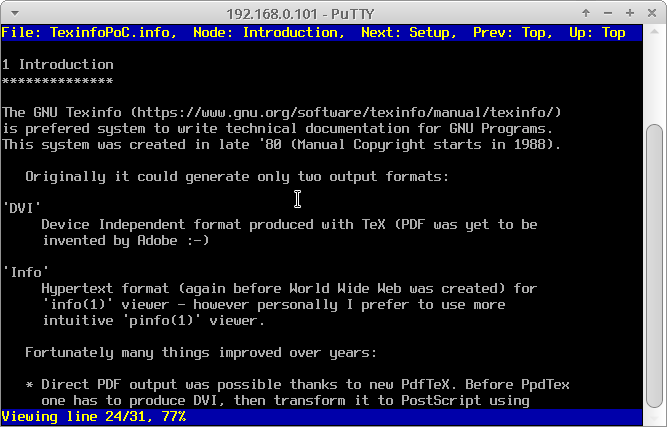 192.168.0.101 - PuTTY
File: TexinfoPoC.info,  Node: Introduction,  Next: Setup,  Prev: Top,  Up: Top
1 Introduction
**************
The GNU Texinfo (https://www.gnu.org/software/texinfo/manual/texinfo/)
is prefered system to write technical documentation for GNU Programs.
This system was created in late '80 (Manual Copyright starts in 1988).
Originally it could generate only two output formats:
'DVI'
Device Independent format produced with TeX (PDF was yet to be
invented by Adobe :-)
'Info'
Hypertext format (again before World Wide Web was created) for
'info(1)' viewer - however personally I prefer to use more
intuitive 'pinfo(1)' viewer.
Fortunately many things improved over years:
* Direct PDF output was possible thanks to new PdfTeX. Before PpdTex
one has to produce DVI, then transform it to PostScript using
Viewing line 24/31, 77%